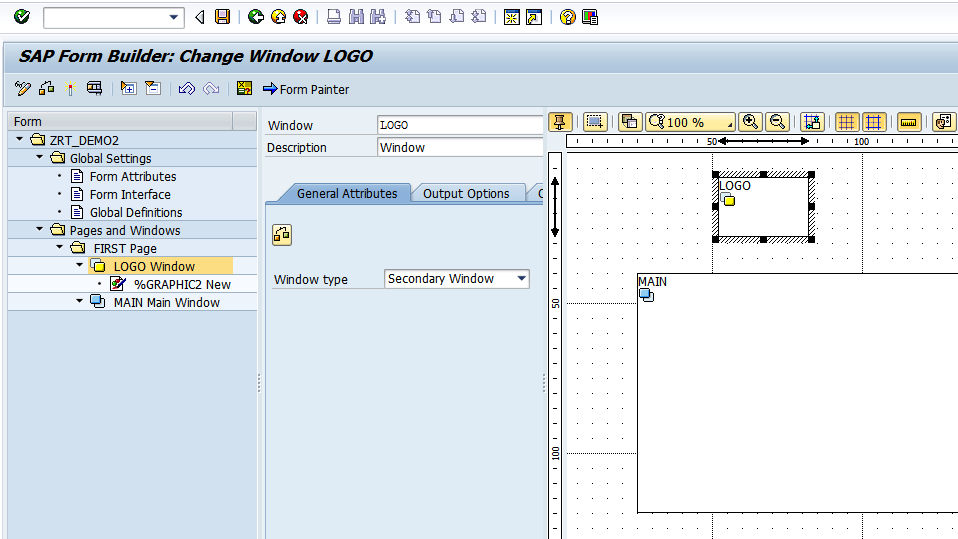 SAP Form Builder: Change Window LOGO
Form Painter
Form
ZRT_DEMO2
Global Settings
Form Attributes
Form Interface
Global Definitions
Pages and Windows
FIRST Page
LOGO Window
%GRAPHIC2 New
MAIN Main Window
Window LOGO
Description Window
General Attributes Output Options
Window type Secondary Window
100 %
50 100
LOGO
MAIN
50
100